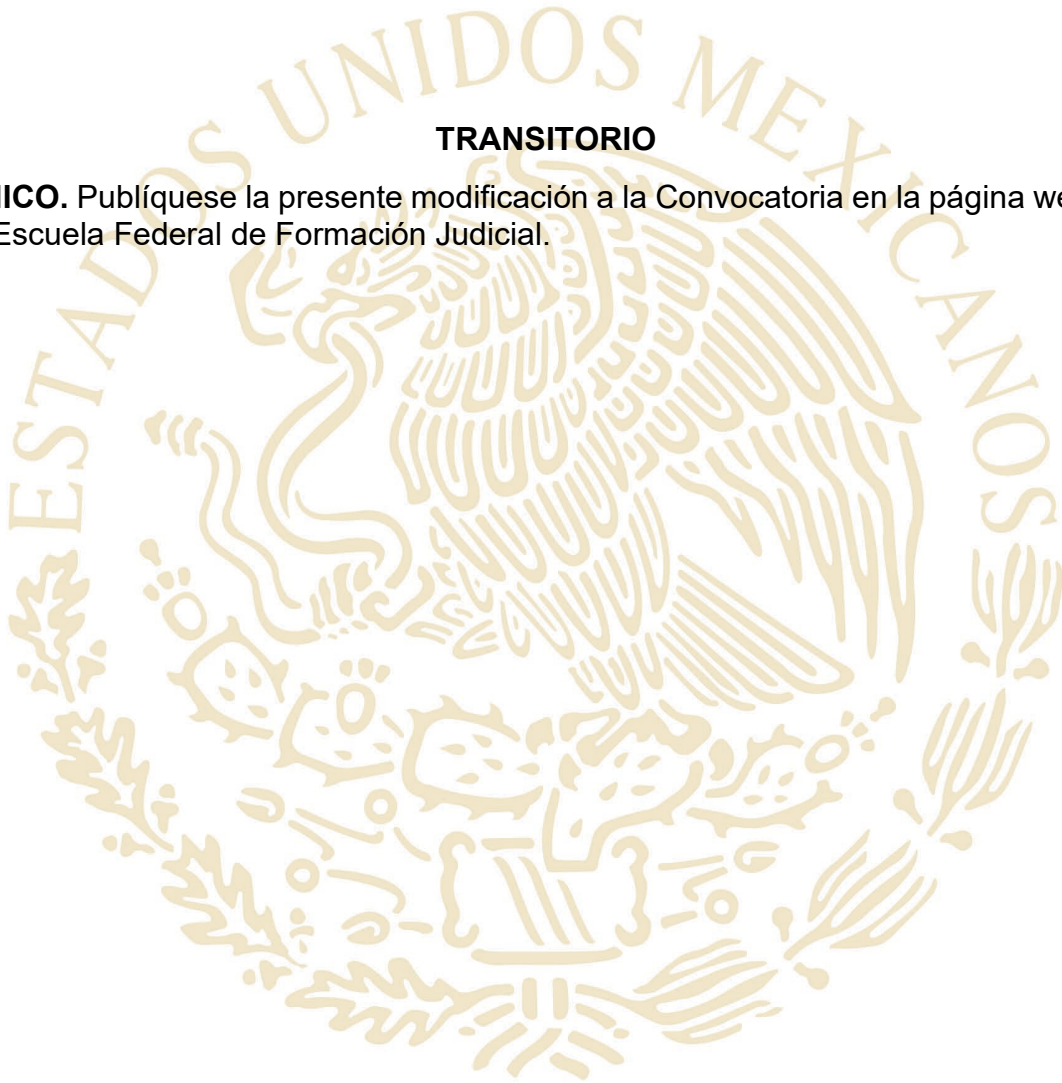 ESTADOS UNIDOS MEXICANOS
TRANSITORIO
NICO. Publíquese la presente modificación a la Convocatoria en la página we
Escuela Federal de Formación Judicial.